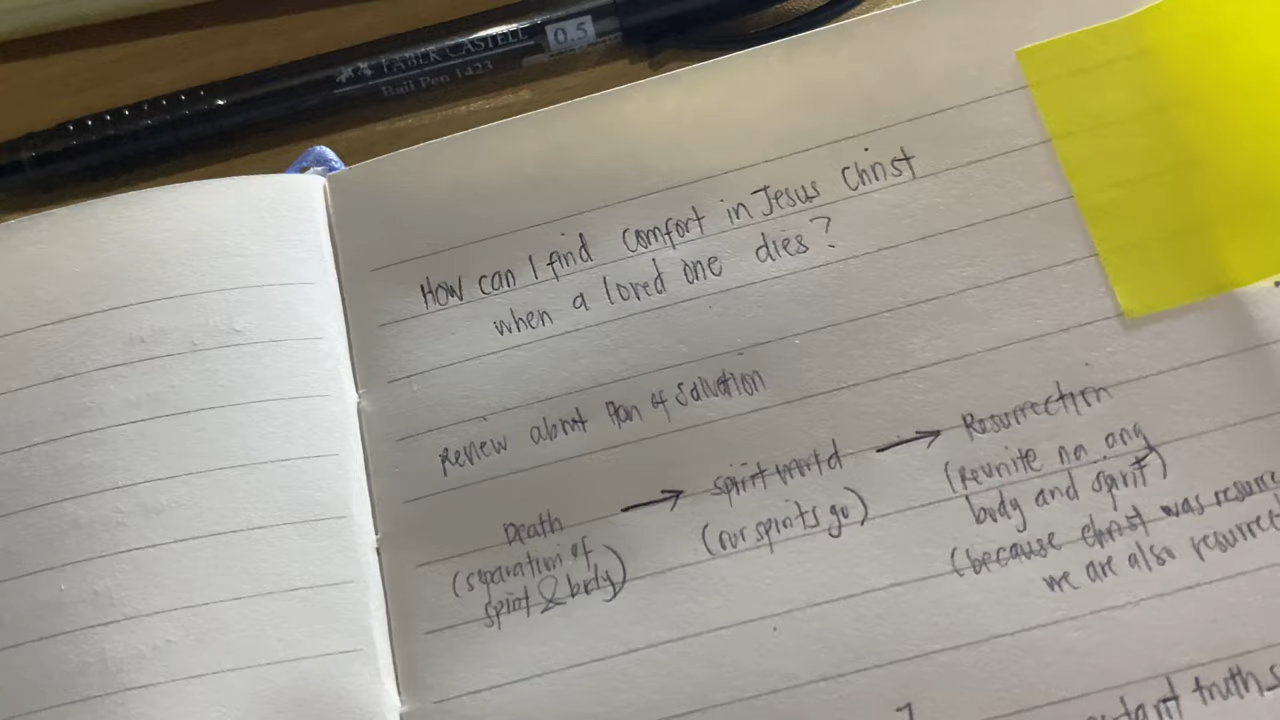 FABER CASTELL 0.5
Ball Pen 1423
How can I find comfort in Jesus Christ
when a loved one dies?
Review about Plan of Salvation
Death → spirit world → Resurrection
(separation of
spirit & body)
(our spirits go)
(reunite na ang
body and spirit)
(because christ was resurre
we are also resurrect
truths